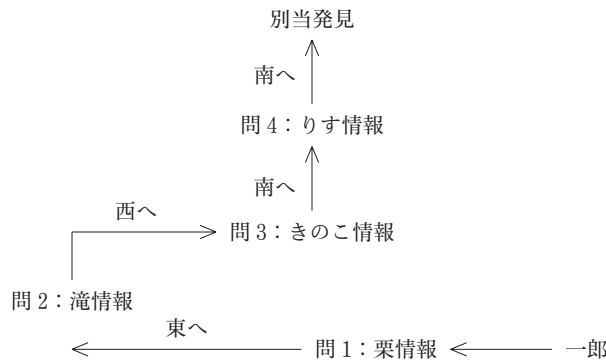 別当発見
南へ
問4：りす情報
南へ
西へ
問3：きのこ情報
問2：滝情報
東へ
問1：栗情報
一郎